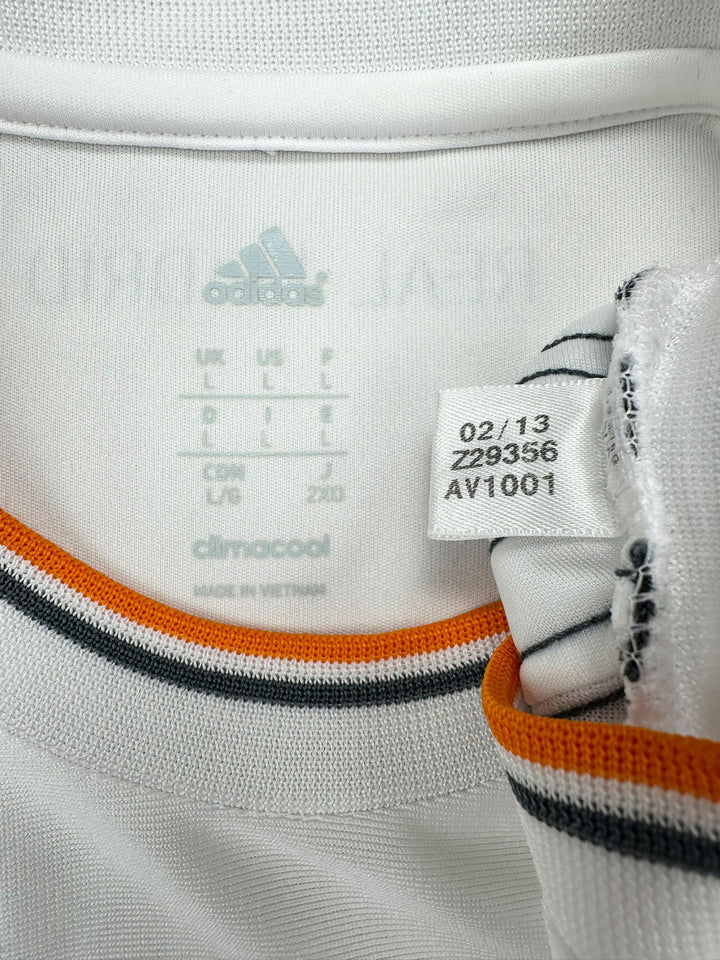 adidas
UK US F
L L L
D I E
L L L
CDN J
L/G 2XO
climacool
MADE IN VIETNAM
02/13
Z29356
AV1001